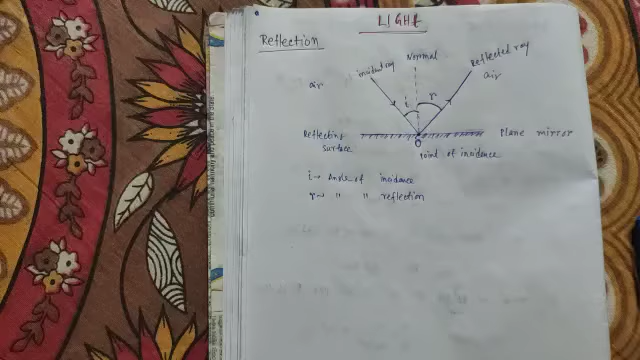 LIGHT
Reflection
Normal
incident ray
Reflected ray
air
air
i
r
Reflecting surface
Plane mirror
O
Point of incidence
i → Angle of incidence
r → " " reflection